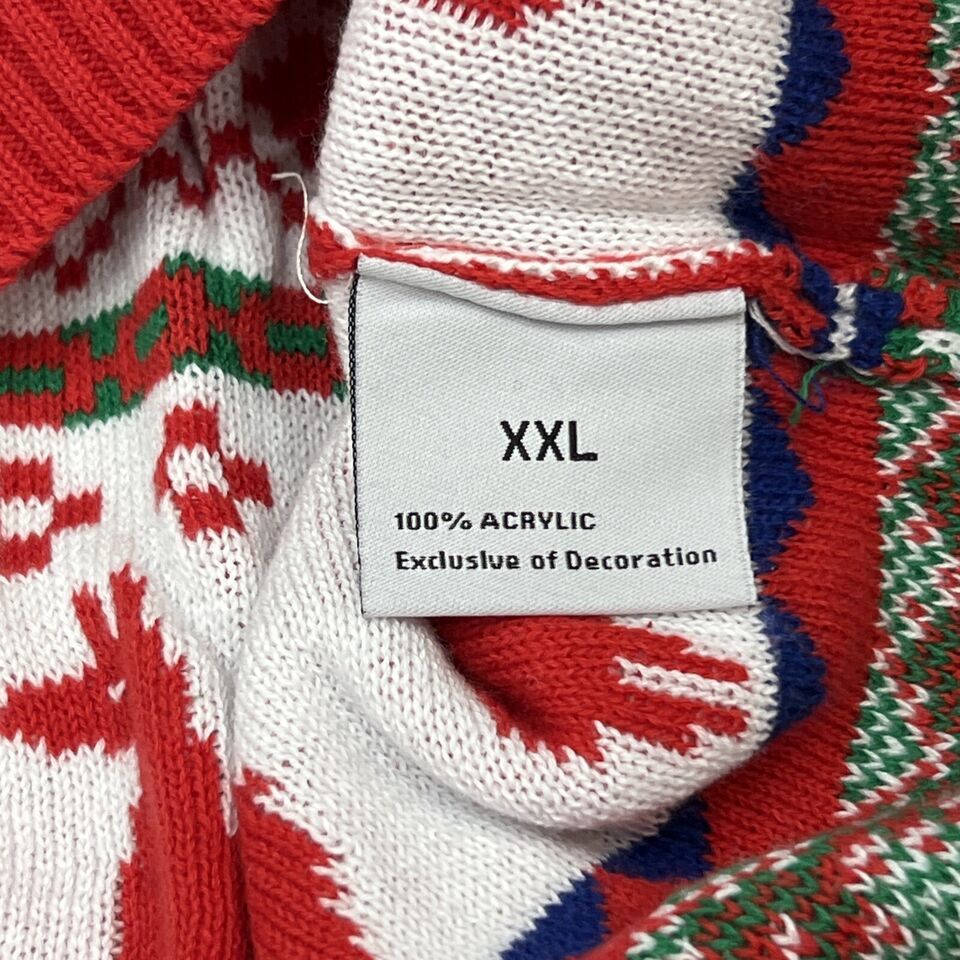 XXL
100% ACRYLIC
Exclusive of Decoration